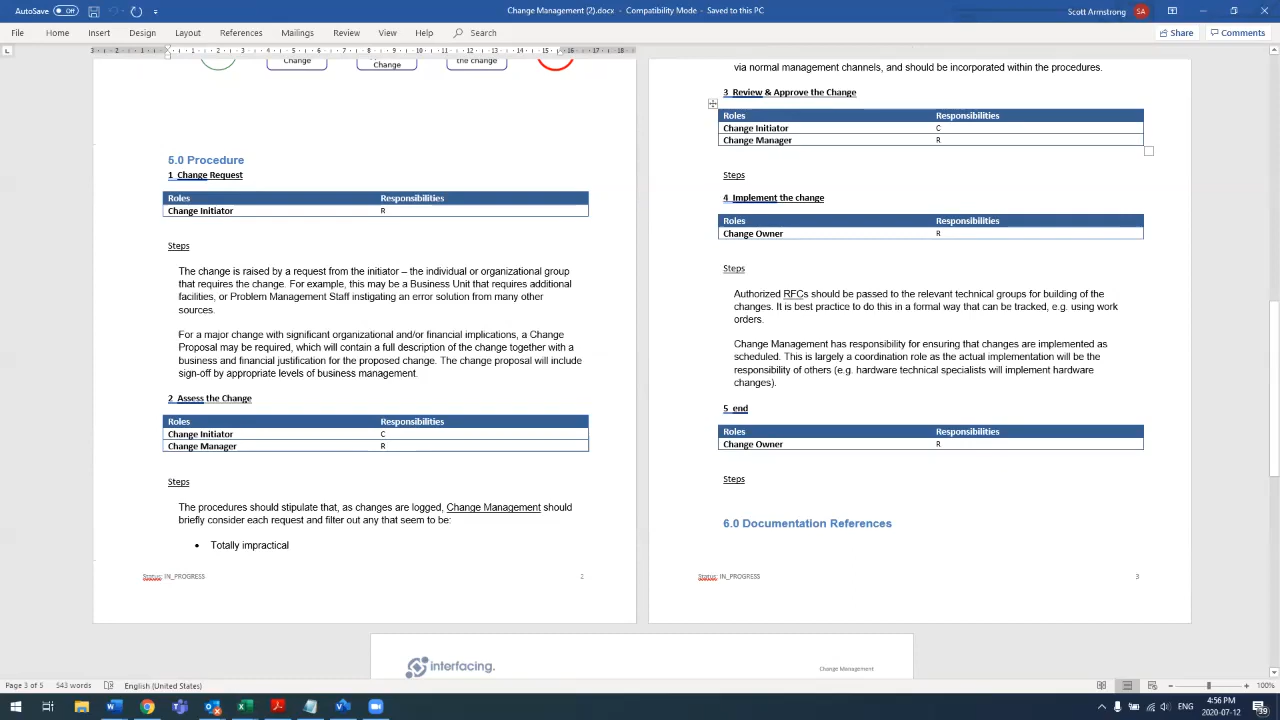 AutoSave Off
Change Management (2).docx - Compatibility Mode - Saved to this PC
Scott Armstrong SA
File Home Insert Design Layout References Mailings Review View Help Search
Share Comments
Change
Change
the change
5.0 Procedure
1 Change Request
Roles Responsibilities
Change Initiator R
Steps
The change is raised by a request from the initiator – the individual or organizational group
that requires the change. For example, this may be a Business Unit that requires additional
facilities, or Problem Management Staff instigating an error solution from many other
sources.
For a major change with significant organizational and/or financial implications, a Change
Proposal may be required, which will contain a full description of the change together with a
business and financial justification for the proposed change. The change proposal will include
sign-off by appropriate levels of business management.
2 Assess the Change
Roles Responsibilities
Change Initiator C
Change Manager R
Steps
The procedures should stipulate that, as changes are logged, Change Management should
briefly consider each request and filter out any that seem to be:
• Totally impractical
Status: IN_PROGRESS 2
via normal management channels, and should be incorporated within the procedures.
3 Review & Approve the Change
Roles Responsibilities
Change Initiator C
Change Manager R
Steps
4 Implement the change
Roles Responsibilities
Change Owner R
Steps
Authorized RFCs should be passed to the relevant technical groups for building of the
changes. It is best practice to do this in a formal way that can be tracked, e.g. using work
orders.
Change Management has responsibility for ensuring that changes are implemented as
scheduled. This is largely a coordination role as the actual implementation will be the
responsibility of others (e.g. hardware technical specialists will implement hardware
changes).
5 end
Roles Responsibilities
Change Owner R
Steps
6.0 Documentation References
Status: IN_PROGRESS 3
interfacing.
Change Management
Page 3 of 5 543 words English (United States)
100%
ENG
4:56 PM
2020-07-12
39